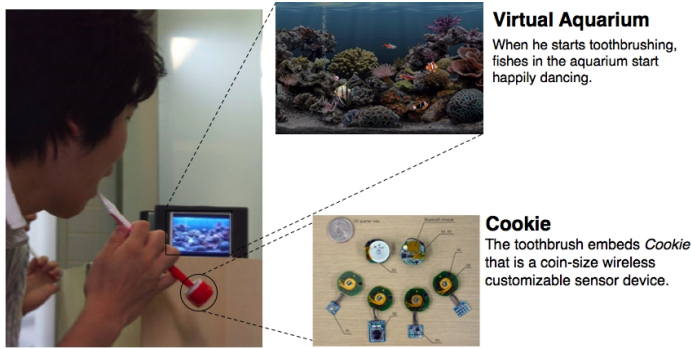 Virtual Aquarium
When he starts toothbrushing,
fishes in the aquarium start
happily dancing.
Cookie
The toothbrush embeds Cookie
that is a coin-size wireless
customizable sensor device.